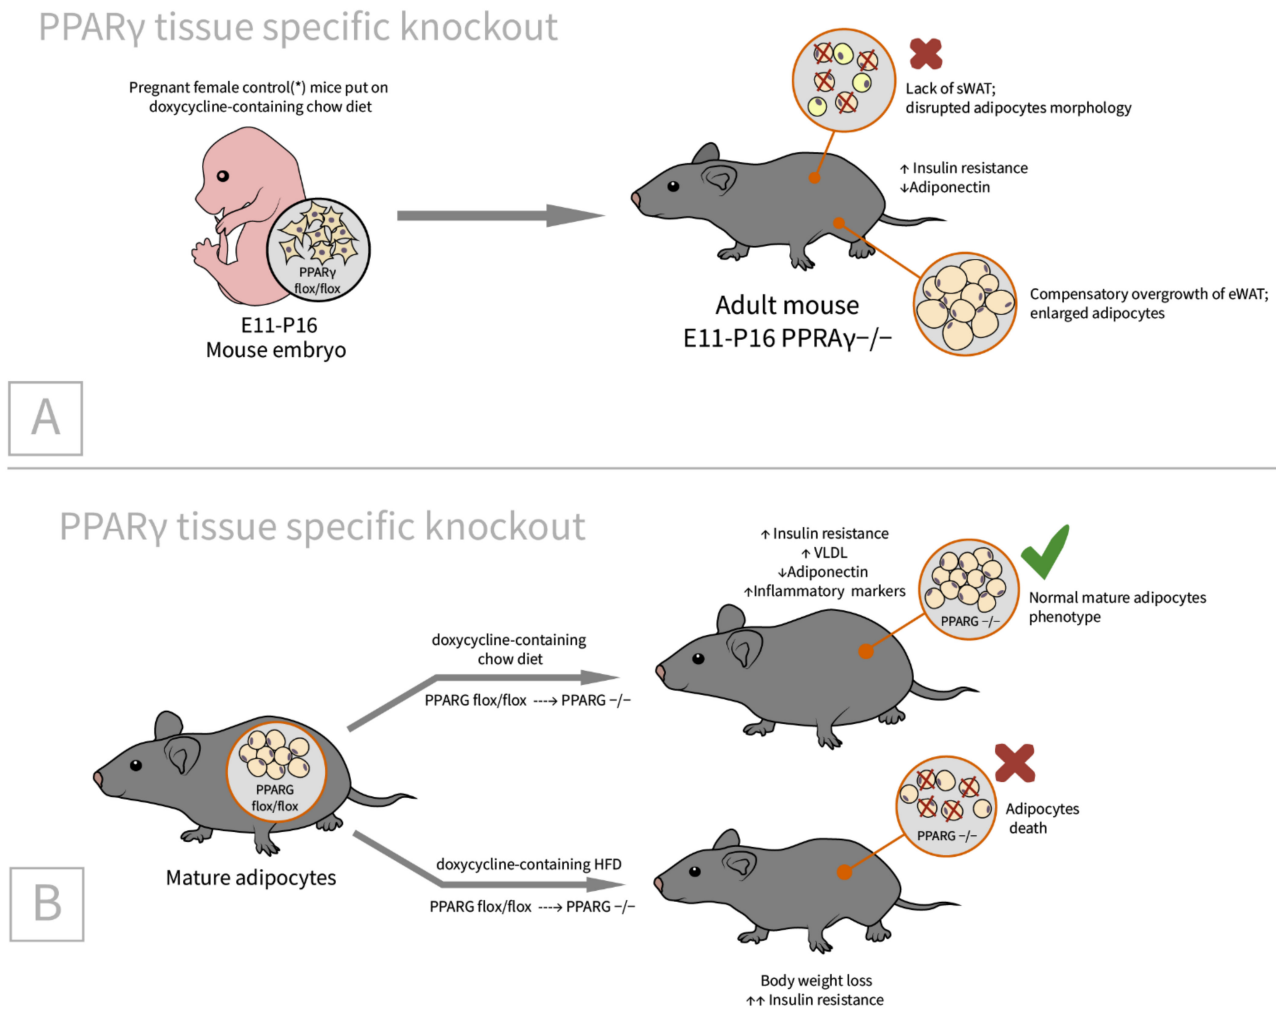 PPARγ tissue specific knockout
Pregnant female control(*) mice put on
doxycycline-containing chow diet
PPARγ
flox/flox
E11-P16
Mouse embryo
Lack of sWAT;
disrupted adipocytes morphology
↑ Insulin resistance
↓Adiponectin
Compensatory overgrowth of eWAT;
enlarged adipocytes
Adult mouse
E11-P16 PPRAγ−/−
A
PPARγ tissue specific knockout
PPARG
flox/flox
Mature adipocytes
doxycycline-containing
chow diet
PPARG flox/flox ----→ PPARG −/−
↑ Insulin resistance
↑ VLDL
↓Adiponectin
↑Inflammatory markers
PPARG −/−
Normal mature adipocytes
phenotype
doxycycline-containing HFD
PPARG flox/flox ----→ PPARG −/−
PPARG −/−
Adipocytes
death
Body weight loss
↑↑ Insulin resistance
B